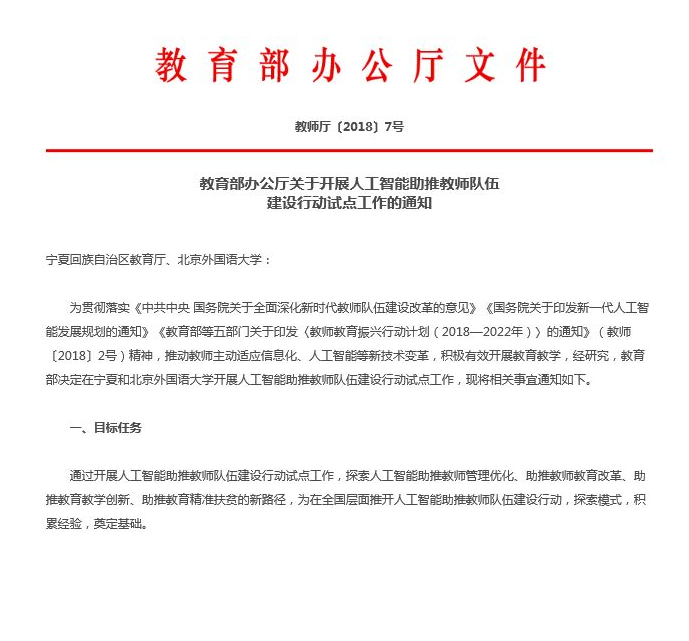 教育部办公厅文件
教师厅〔2018〕7号
教育部办公厅关于开展人工智能助推教师队伍
建设行动试点工作的通知
宁夏回族自治区教育厅、北京外国语大学：
为贯彻落实《中共中央 国务院关于全面深化新时代教师队伍建设改革的意见》《国务院关于印发新一代人工智
能发展规划的通知》《教育部等五部门关于印发〈教师教育振兴行动计划（2018—2022年）〉的通知》（教师
〔2018〕2号）精神，推动教师主动适应信息化、人工智能等新技术变革，积极有效开展教育教学，经研究，教育
部决定在宁夏和北京外国语大学开展人工智能助推教师队伍建设行动试点工作，现将相关事宜通知如下。
一、目标任务
通过开展人工智能助推教师队伍建设行动试点工作，探索人工智能助推教师管理优化、助推教师教育改革、助
推教育教学创新、助推教育精准扶贫的新路径，为在全国层面推开人工智能助推教师队伍建设行动，探索模式，积
累经验，奠定基础。